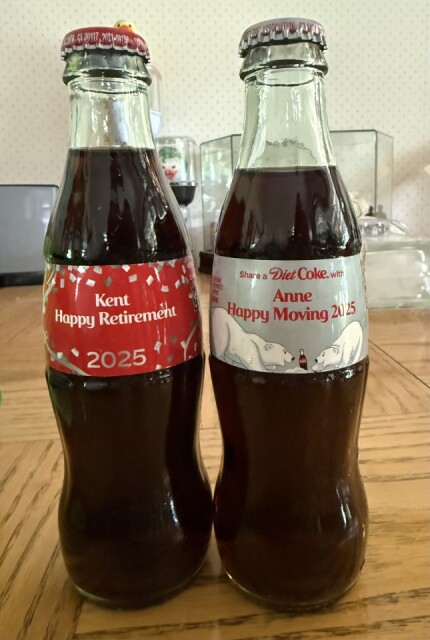 Kent
Happy Retirement
2025
Share a Diet Coke. with
Anne
Happy Moving 2025